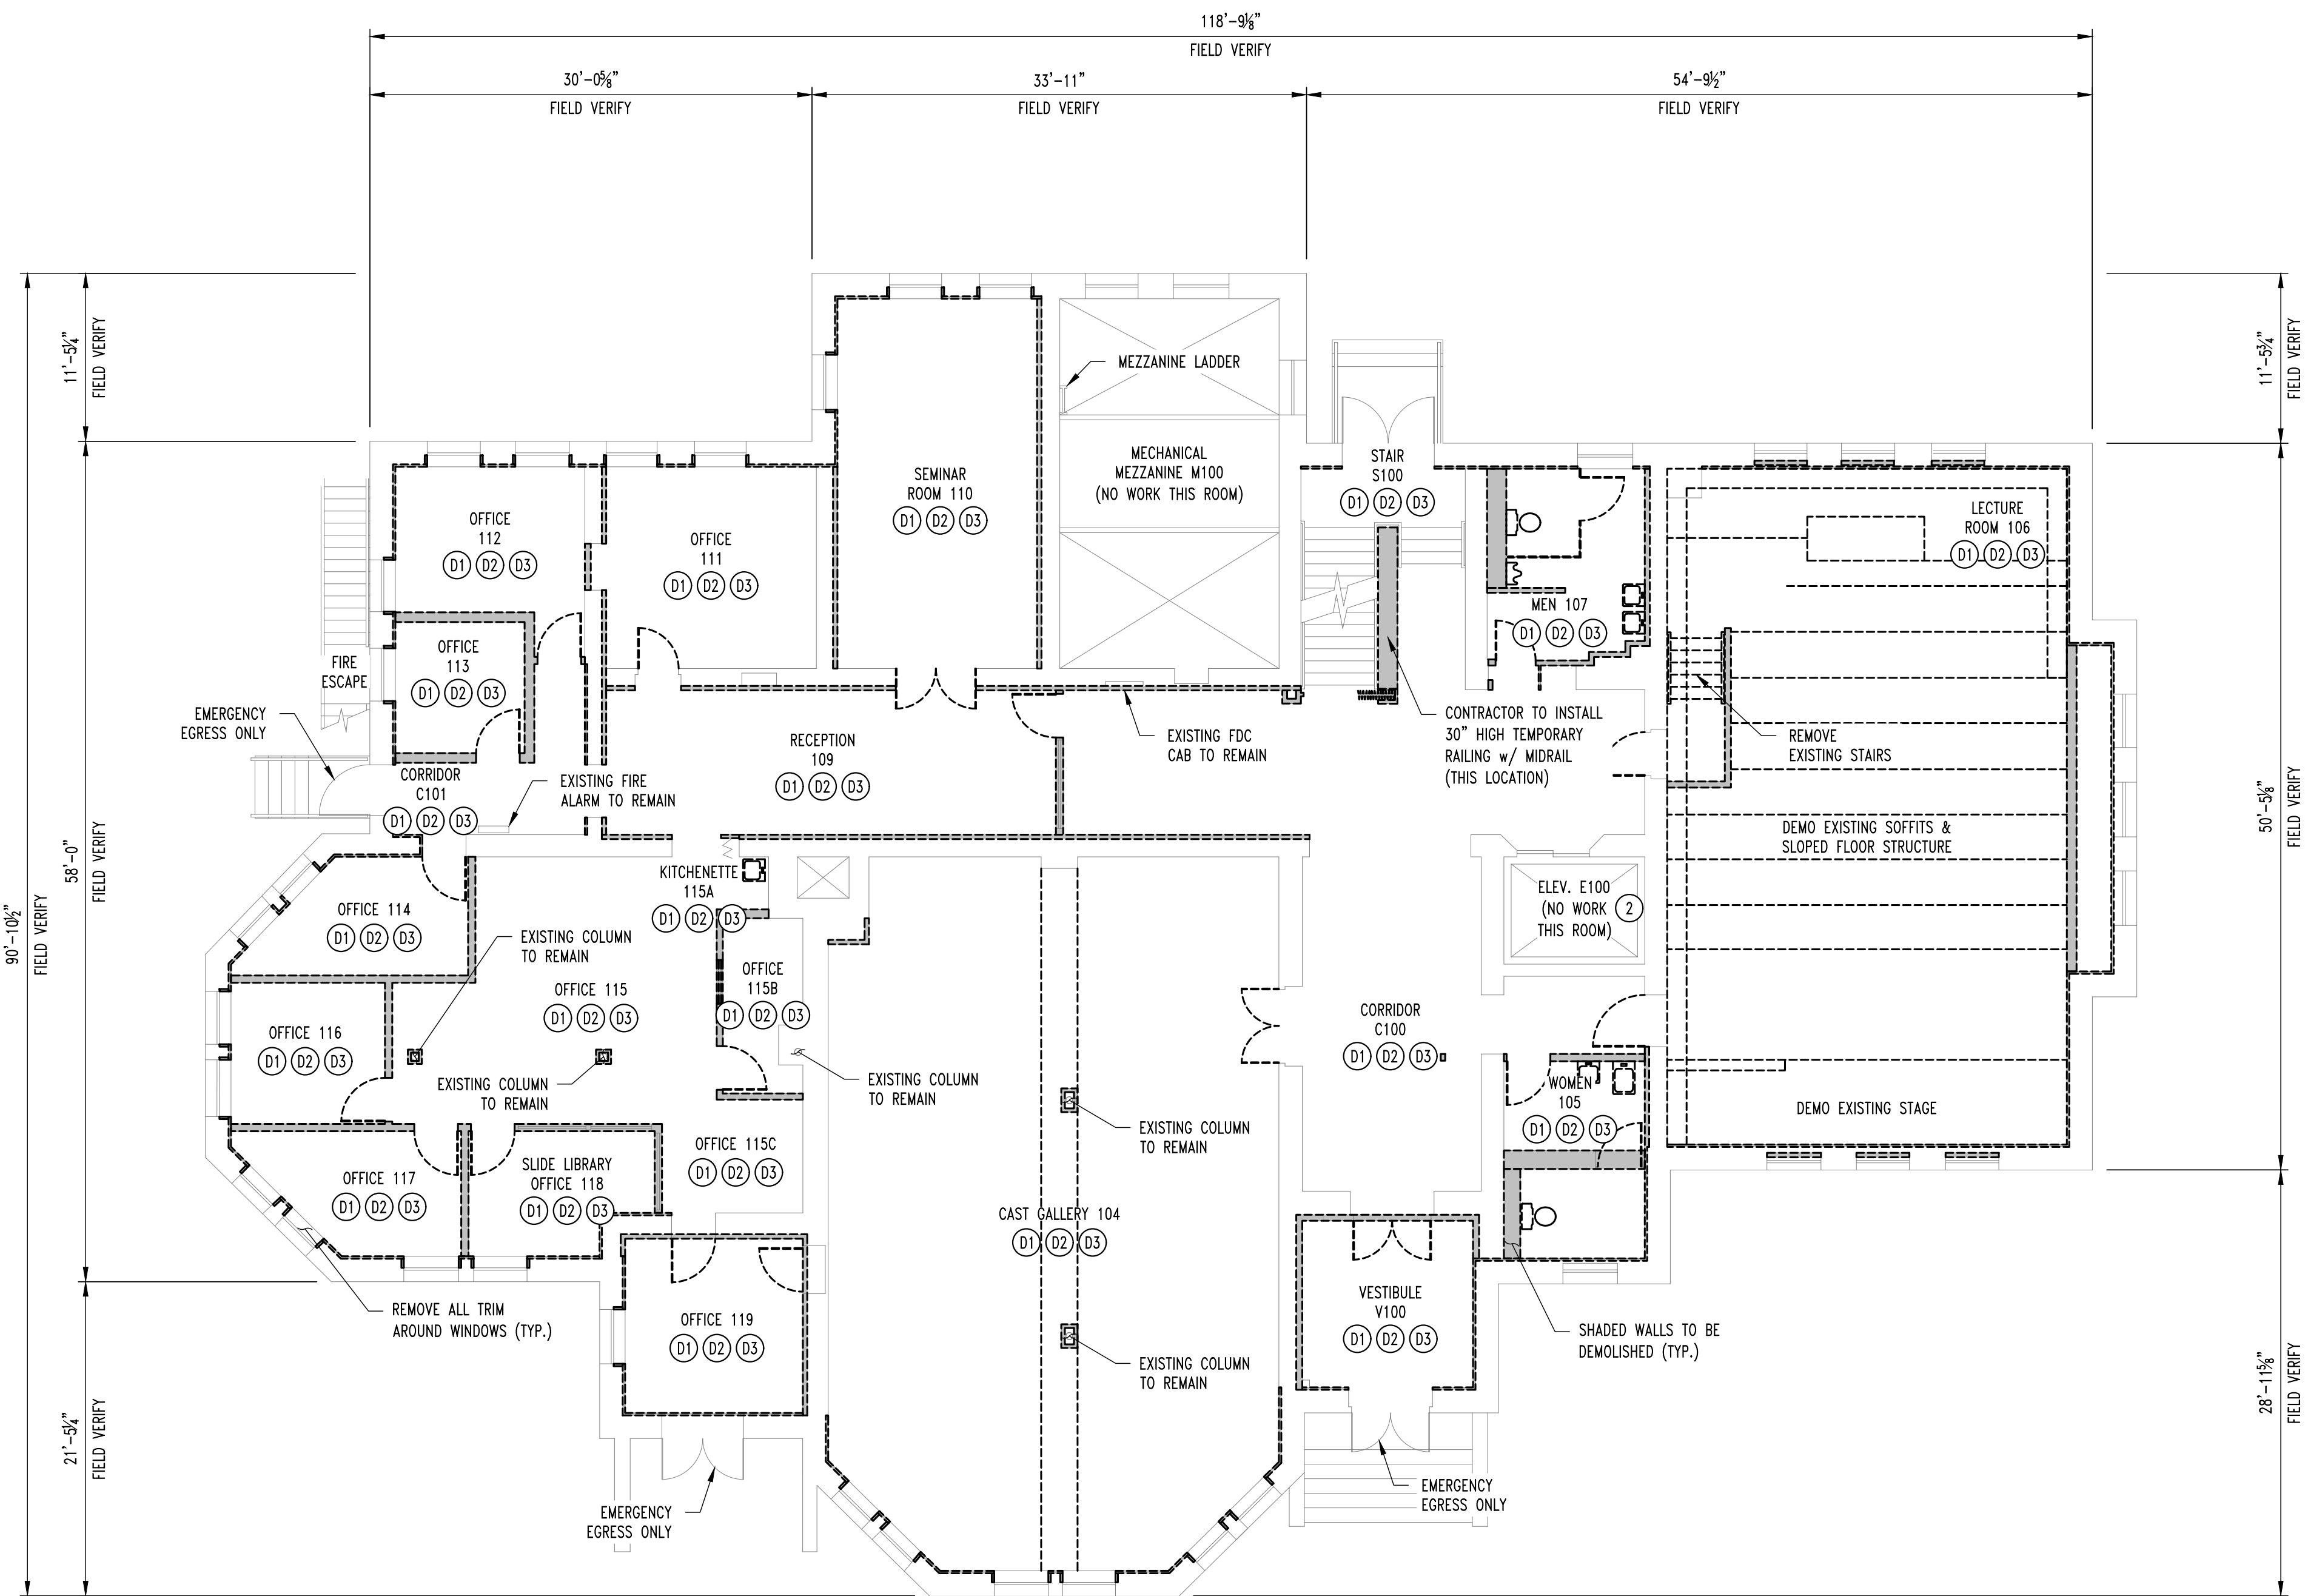 118'-9⅛"
FIELD VERIFY
30'-0⅝"
FIELD VERIFY
33'-11"
FIELD VERIFY
54'-9½"
FIELD VERIFY
11'-5¼"
FIELD VERIFY
58'-0"
FIELD VERIFY
90'-10½"
FIELD VERIFY
21'-5¼"
FIELD VERIFY
11'-5¾"
FIELD VERIFY
50'-5⅛"
FIELD VERIFY
28'-11⅝"
FIELD VERIFY
MEZZANINE LADDER
MECHANICAL
MEZZANINE M100
(NO WORK THIS ROOM)
SEMINAR
ROOM 110
D1 D2 D3
STAIR
S100
D1 D2 D3
LECTURE
ROOM 106
D1 D2 D3
OFFICE
112
D1 D2 D3
OFFICE
111
D1 D2 D3
MEN 107
D1 D2 D3
OFFICE
113
D1 D2 D3
FIRE
ESCAPE
EMERGENCY
EGRESS ONLY
RECEPTION
109
D1 D2 D3
EXISTING FDC
CAB TO REMAIN
CONTRACTOR TO INSTALL
30" HIGH TEMPORARY
RAILING w/ MIDRAIL
(THIS LOCATION)
REMOVE
EXISTING STAIRS
CORRIDOR
C101
D1 D2 D3
EXISTING FIRE
ALARM TO REMAIN
DEMO EXISTING SOFFITS &
SLOPED FLOOR STRUCTURE
KITCHENETTE
115A
D1 D2 D3
ELEV. E100
(NO WORK
THIS ROOM)
2
OFFICE 114
D1 D2 D3
EXISTING COLUMN
TO REMAIN
OFFICE 115
D1 D2 D3
OFFICE
115B
D1 D2 D3
OFFICE 116
D1 D2 D3
CORRIDOR
C100
D1 D2 D3
EXISTING COLUMN
TO REMAIN
EXISTING COLUMN
TO REMAIN
WOMEN
105
D1 D2 D3
DEMO EXISTING STAGE
EXISTING COLUMN
TO REMAIN
OFFICE 115C
D1 D2 D3
OFFICE 117
D1 D2 D3
SLIDE LIBRARY
OFFICE 118
D1 D2 D3
CAST GALLERY 104
D1 D2 D3
REMOVE ALL TRIM
AROUND WINDOWS (TYP.)
OFFICE 119
D1 D2 D3
VESTIBULE
V100
D1 D2 D3
SHADED WALLS TO BE
DEMOLISHED (TYP.)
EXISTING COLUMN
TO REMAIN
EMERGENCY
EGRESS ONLY
EMERGENCY
EGRESS ONLY